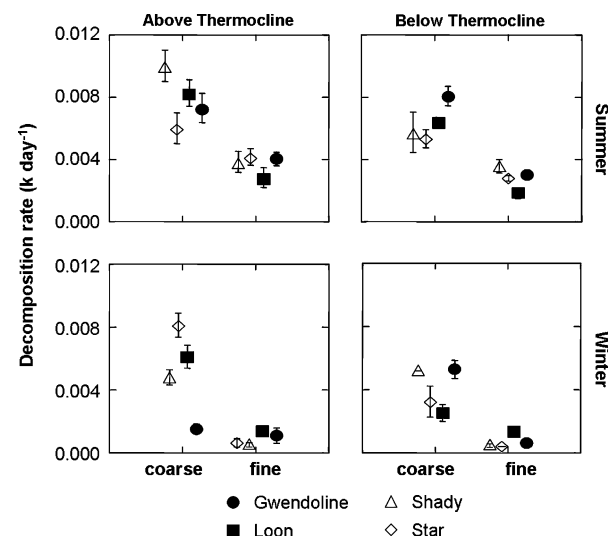 Above Thermocline Below Thermocline
0.012
0.008
0.004
0.000
Summer
Decomposition rate (k day⁻¹)
0.012
0.008
0.004
0.000
Winter
coarse fine coarse fine
Gwendoline Shady
Loon Star